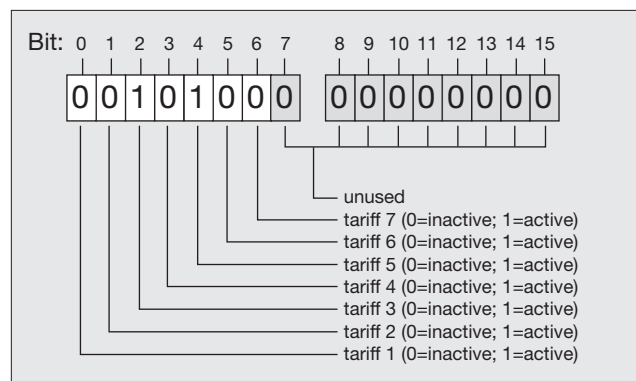 Bit: 0 1 2 3 4 5 6 7 8 9 10 11 12 13 14 15
0 0 1 0 1 0 0 0 0 0 0 0 0 0 0 0
unused
tariff 7 (0=inactive; 1=active)
tariff 6 (0=inactive; 1=active)
tariff 5 (0=inactive; 1=active)
tariff 4 (0=inactive; 1=active)
tariff 3 (0=inactive; 1=active)
tariff 2 (0=inactive; 1=active)
tariff 1 (0=inactive; 1=active)